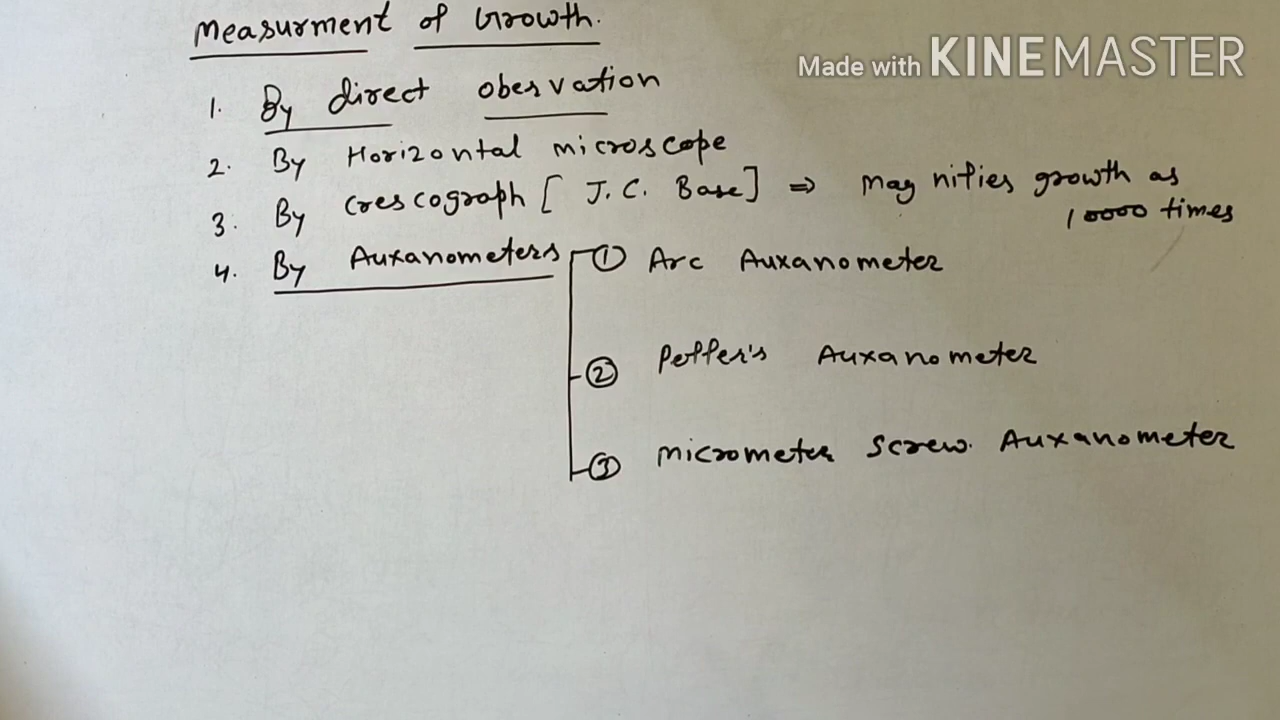 Measurment of Growth.
Made with KINEMASTER
1. By direct obesvation
2. By Horizontal microscope
3. By Crescograph [J.C. Base] ⇒ magnifies growth as
10000 times
4. By Auxanometers ① Arc Auxanometer
② Peffer's Auxanometer
③ micrometer screw. Auxanometer